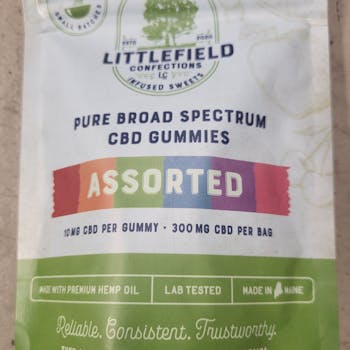 SMALL BATCHES
LITTLEFIELD
CONFECTIONS
LC
INFUSED SWEETS
PURE BROAD SPECTRUM
CBD GUMMIES
ASSORTED
10MG CBD PER GUMMY • 300MG CBD PER BAG
MADE WITH PREMIUM HEMP OIL
LAB TESTED
MADE IN MAINE
Reliable. Consistent. Trustworthy.